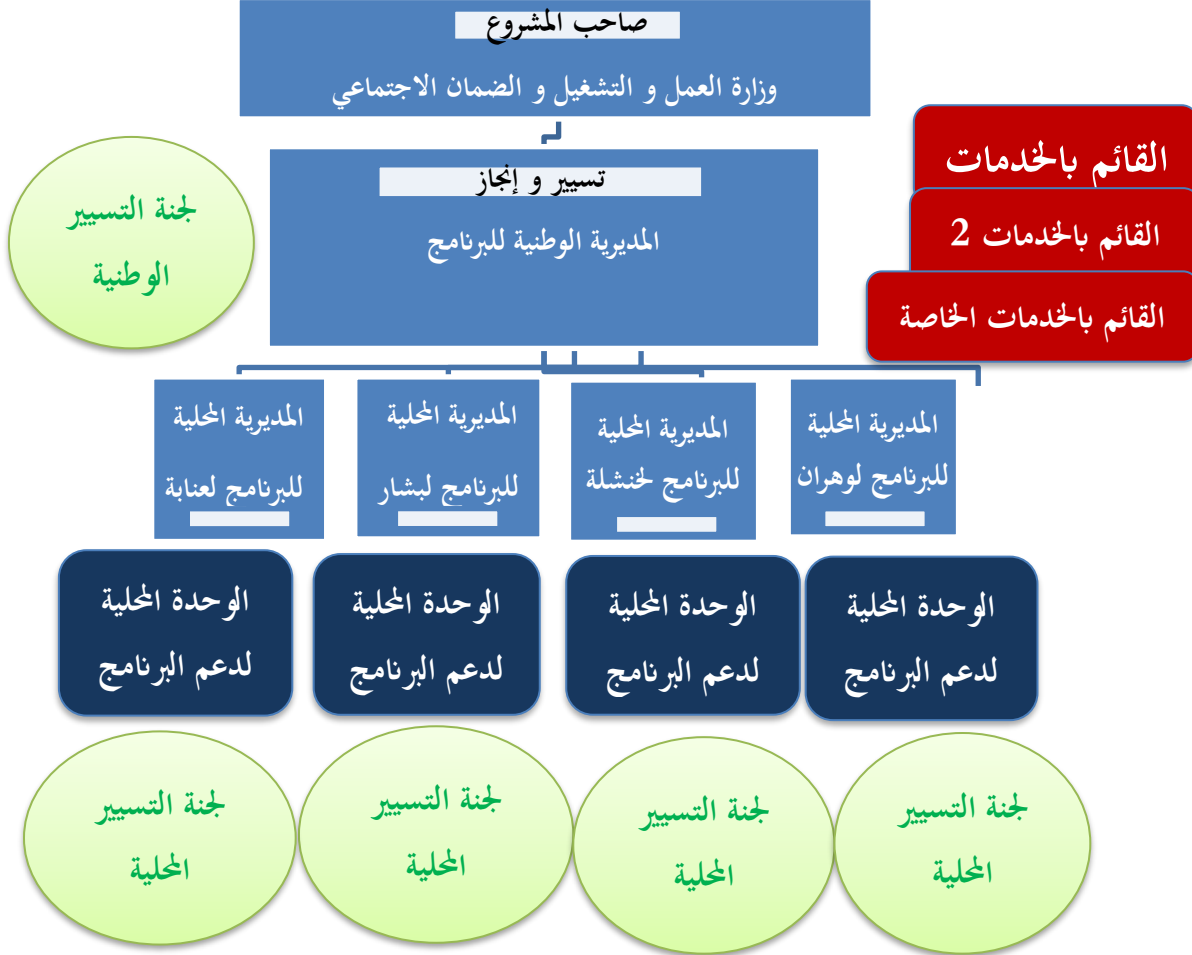 صاحب المشروع
وزارة العمل و التشغيل و الضمان الاجتماعي
تسيير و إنجاز
المديرية الوطنية للبرنامج
القائم بالخدمات
القائم بالخدمات 2
القائم بالخدمات الخاصة
لجنة التسيير
الوطنية
المديرية المحلية
للبرنامج لوهران
المديرية المحلية
للبرنامج لخنشلة
المديرية المحلية
للبرنامج لبشار
المديرية المحلية
للبرنامج لعنابة
الوحدة المحلية
لدعم البرنامج
الوحدة المحلية
لدعم البرنامج
الوحدة المحلية
لدعم البرنامج
الوحدة المحلية
لدعم البرنامج
لجنة التسيير
المحلية
لجنة التسيير
المحلية
لجنة التسيير
المحلية
لجنة التسيير
المحلية